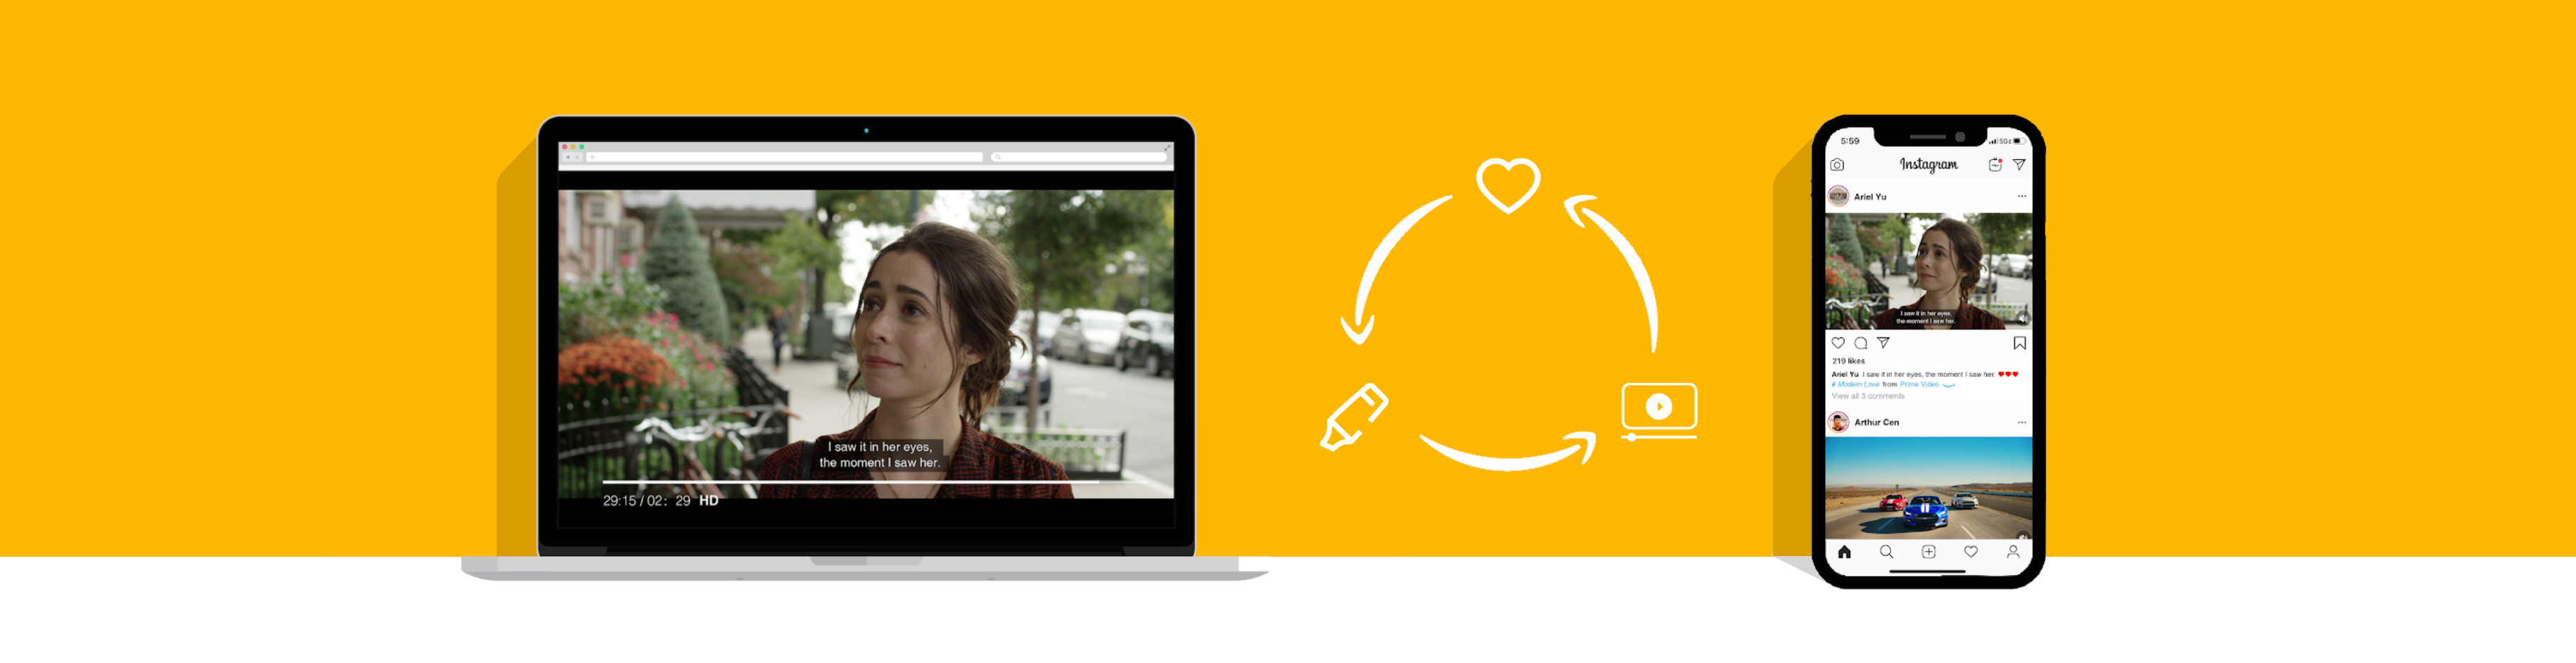 I saw it in her eyes,
the moment I saw her.
29:15 / 02: 29 HD
5:59
Instagram
Ariel Yu
I saw it in her eyes,
the moment I saw her.
219 likes
Ariel Yu I saw it in her eyes, the moment I saw her ♥♥♥
# Modern Love from Prime Video
View all 3 comments
Arthur Cen